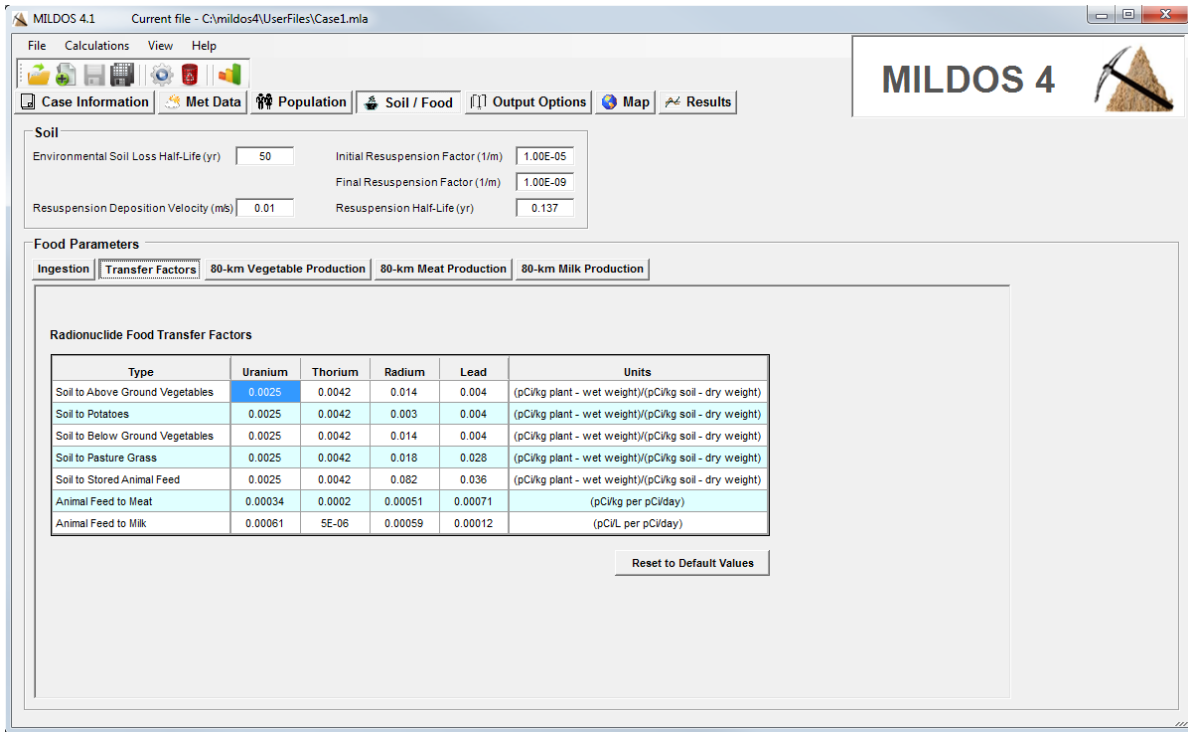 MILDOS 4.1 Current file - C:\mildos4\UserFiles\Case1.mla
File Calculations View Help
MILDOS 4
Case Information Met Data Population Soil / Food Output Options Map Results
Soil
Environmental Soil Loss Half-Life (yr) 50 Initial Resuspension Factor (1/m) 1.00E-05
Final Resuspension Factor (1/m) 1.00E-09
Resuspension Deposition Velocity (m/s) 0.01 Resuspension Half-Life (yr) 0.137
Food Parameters
Ingestion Transfer Factors 80-km Vegetable Production 80-km Meat Production 80-km Milk Production
Radionuclide Food Transfer Factors
Type Uranium Thorium Radium Lead Units
Soil to Above Ground Vegetables 0.0025 0.0042 0.014 0.004 (pCi/kg plant - wet weight)/(pCi/kg soil - dry weight)
Soil to Potatoes 0.0025 0.0042 0.003 0.004 (pCi/kg plant - wet weight)/(pCi/kg soil - dry weight)
Soil to Below Ground Vegetables 0.0025 0.0042 0.014 0.004 (pCi/kg plant - wet weight)/(pCi/kg soil - dry weight)
Soil to Pasture Grass 0.0025 0.0042 0.018 0.028 (pCi/kg plant - wet weight)/(pCi/kg soil - dry weight)
Soil to Stored Animal Feed 0.0025 0.0042 0.082 0.036 (pCi/kg plant - wet weight)/(pCi/kg soil - dry weight)
Animal Feed to Meat 0.00034 0.0002 0.00051 0.00071 (pCi/kg per pCi/day)
Animal Feed to Milk 0.00061 5E-06 0.00059 0.00012 (pCi/L per pCi/day)
Reset to Default Values